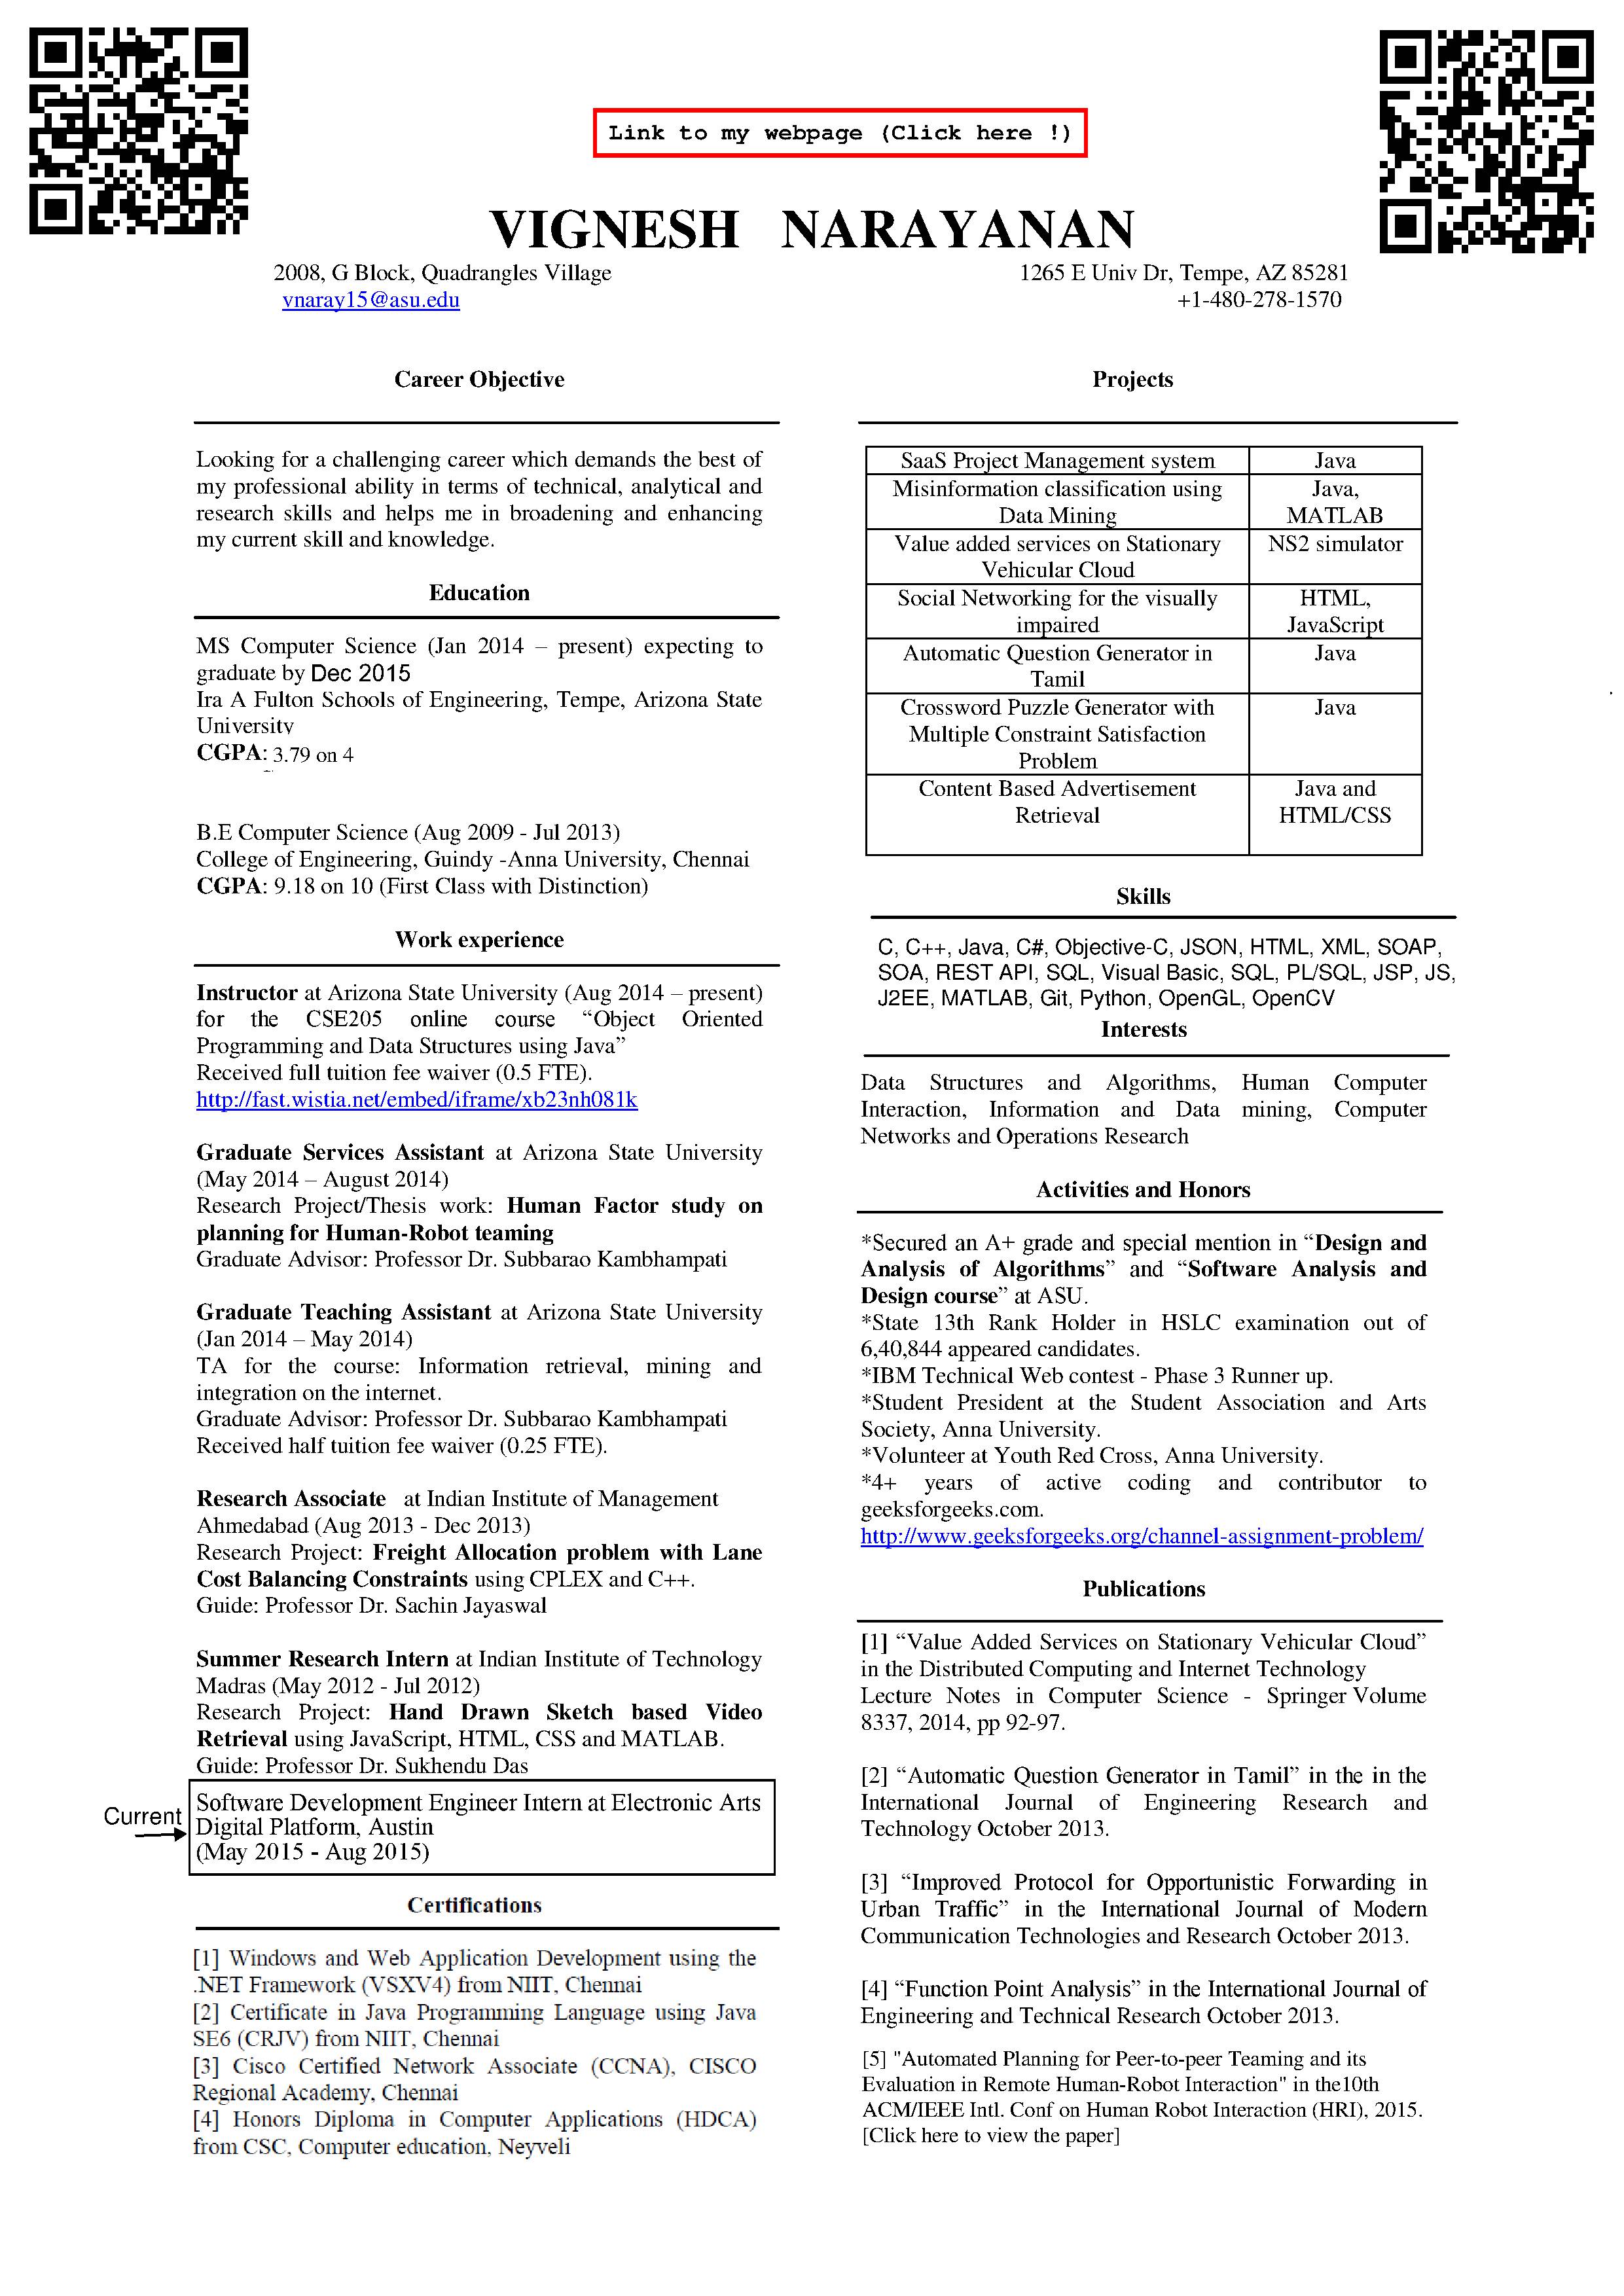 Link to my webpage (Click here !)
VIGNESH NARAYANAN
2008, G Block, Quadrangles Village
1265 E Univ Dr, Tempe, AZ 85281
vnaray15@asu.edu
+1-480-278-1570
Career Objective
Looking for a challenging career which demands the best of
my professional ability in terms of technical, analytical and
research skills and helps me in broadening and enhancing
my current skill and knowledge.
Education
MS Computer Science (Jan 2014 – present) expecting to
graduate by Dec 2015
Ira A Fulton Schools of Engineering, Tempe, Arizona State
University
CGPA: 3.79 on 4
B.E Computer Science (Aug 2009 - Jul 2013)
College of Engineering, Guindy -Anna University, Chennai
CGPA: 9.18 on 10 (First Class with Distinction)
Work experience
Instructor at Arizona State University (Aug 2014 – present)
for the CSE205 online course “Object Oriented
Programming and Data Structures using Java”
Received full tuition fee waiver (0.5 FTE).
http://fast.wistia.net/embed/iframe/xb23nh081k
Graduate Services Assistant at Arizona State University
(May 2014 – August 2014)
Research Project/Thesis work: Human Factor study on
planning for Human-Robot teaming
Graduate Advisor: Professor Dr. Subbarao Kambhampati
Graduate Teaching Assistant at Arizona State University
(Jan 2014 – May 2014)
TA for the course: Information retrieval, mining and
integration on the internet.
Graduate Advisor: Professor Dr. Subbarao Kambhampati
Received half tuition fee waiver (0.25 FTE).
Research Associate at Indian Institute of Management
Ahmedabad (Aug 2013 - Dec 2013)
Research Project: Freight Allocation problem with Lane
Cost Balancing Constraints using CPLEX and C++.
Guide: Professor Dr. Sachin Jayaswal
Summer Research Intern at Indian Institute of Technology
Madras (May 2012 - Jul 2012)
Research Project: Hand Drawn Sketch based Video
Retrieval using JavaScript, HTML, CSS and MATLAB.
Guide: Professor Dr. Sukhendu Das
Current
Software Development Engineer Intern at Electronic Arts
Digital Platform, Austin
(May 2015 - Aug 2015)
Certifications
[1] Windows and Web Application Development using the
.NET Framework (VSXV4) from NIIT, Chennai
[2] Certificate in Java Programming Language using Java
SE6 (CRJV) from NIIT, Chennai
[3] Cisco Certified Network Associate (CCNA), CISCO
Regional Academy, Chennai
[4] Honors Diploma in Computer Applications (HDCA)
from CSC, Computer education, Neyveli
Projects
SaaS Project Management system Java
Misinformation classification using Java,
Data Mining MATLAB
Value added services on Stationary NS2 simulator
Vehicular Cloud
Social Networking for the visually HTML,
impaired JavaScript
Automatic Question Generator in Java
Tamil
Crossword Puzzle Generator with Java
Multiple Constraint Satisfaction
Problem
Content Based Advertisement Java and
Retrieval HTML/CSS
Skills
C, C++, Java, C#, Objective-C, JSON, HTML, XML, SOAP,
SOA, REST API, SQL, Visual Basic, SQL, PL/SQL, JSP, JS,
J2EE, MATLAB, Git, Python, OpenGL, OpenCV
Interests
Data Structures and Algorithms, Human Computer
Interaction, Information and Data mining, Computer
Networks and Operations Research
Activities and Honors
*Secured an A+ grade and special mention in “Design and
Analysis of Algorithms” and “Software Analysis and
Design course” at ASU.
*State 13th Rank Holder in HSLC examination out of
6,40,844 appeared candidates.
*IBM Technical Web contest - Phase 3 Runner up.
*Student President at the Student Association and Arts
Society, Anna University.
*Volunteer at Youth Red Cross, Anna University.
*4+ years of active coding and contributor to
geeksforgeeks.com.
http://www.geeksforgeeks.org/channel-assignment-problem/
Publications
[1] “Value Added Services on Stationary Vehicular Cloud”
in the Distributed Computing and Internet Technology
Lecture Notes in Computer Science - Springer Volume
8337, 2014, pp 92-97.
[2] “Automatic Question Generator in Tamil” in the in the
International Journal of Engineering Research and
Technology October 2013.
[3] “Improved Protocol for Opportunistic Forwarding in
Urban Traffic” in the International Journal of Modern
Communication Technologies and Research October 2013.
[4] “Function Point Analysis” in the International Journal of
Engineering and Technical Research October 2013.
[5] "Automated Planning for Peer-to-peer Teaming and its
Evaluation in Remote Human-Robot Interaction" in the10th
ACM/IEEE Intl. Conf on Human Robot Interaction (HRI), 2015.
[Click here to view the paper]